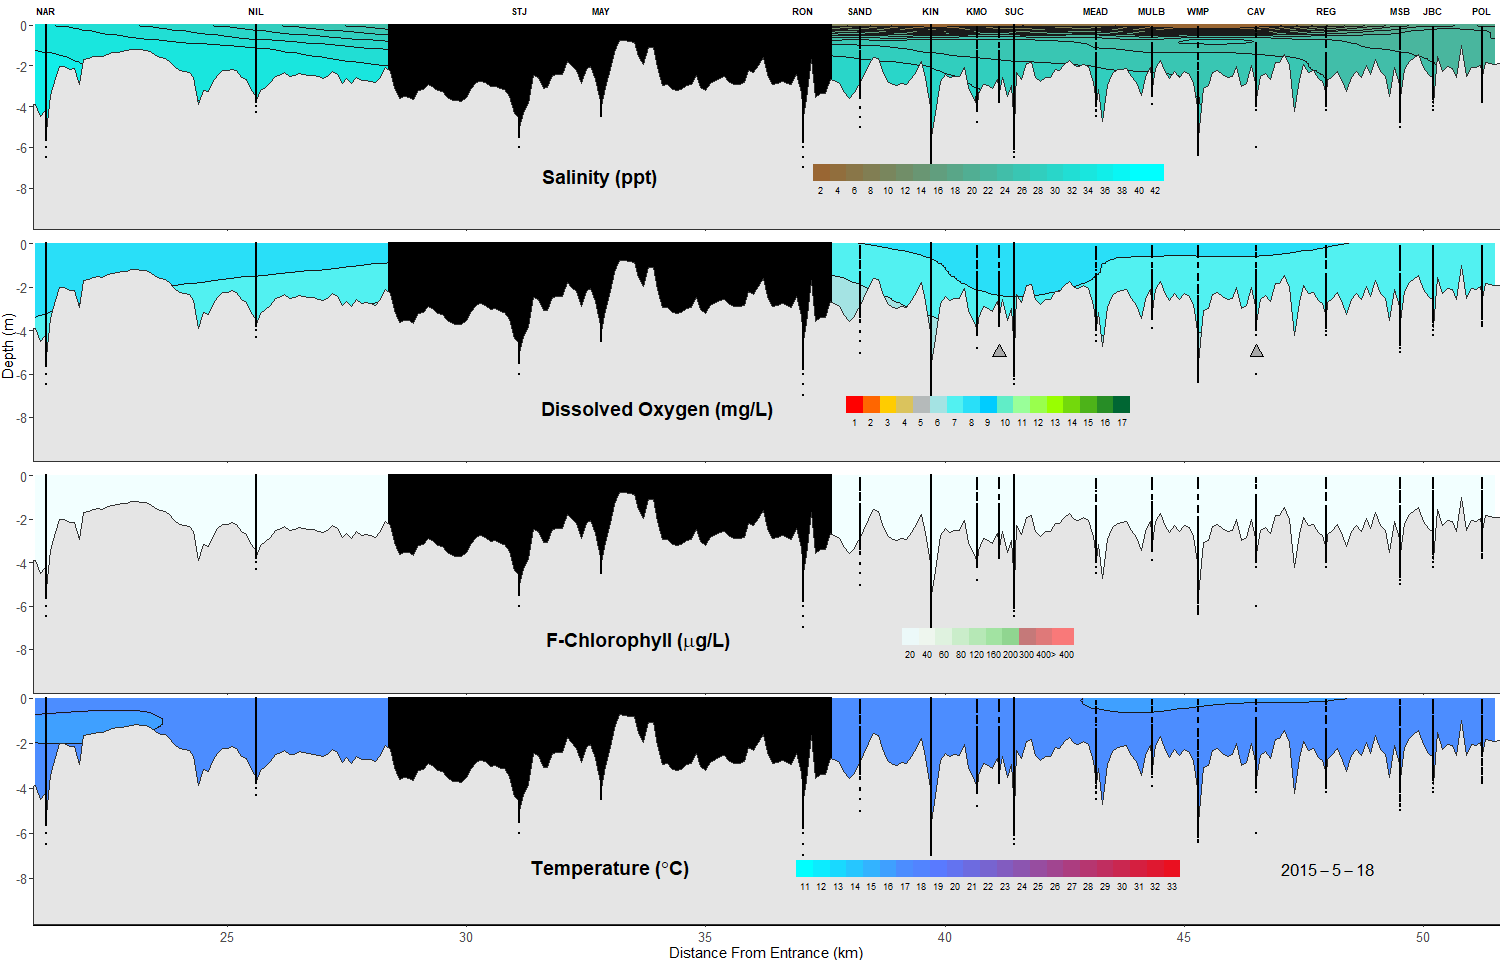 NAR NIL STJ MAY RON SAND KIN KMO SUC MEAD MULB WMP CAV REG MSB JBC POL
0
-2
-4
-6
-8
Salinity (ppt)
2 4 6 8 10 12 14 16 18 20 22 24 26 28 30 32 34 36 38 40 42
0
-2
-4
-6
-8
Depth (m)
Dissolved Oxygen (mg/L)
1 2 3 4 5 6 7 8 9 10 11 12 13 14 15 16 17
0
-2
-4
-6
-8
F-Chlorophyll (μg/L)
20 40 60 80 120 160 200 300 400> 400
0
-2
-4
-6
-8
Temperature (°C)
11 12 13 14 15 16 17 18 19 20 21 22 23 24 25 26 27 28 29 30 31 32 33
2015 – 5 – 18
25 30 35 40 45 50
Distance From Entrance (km)